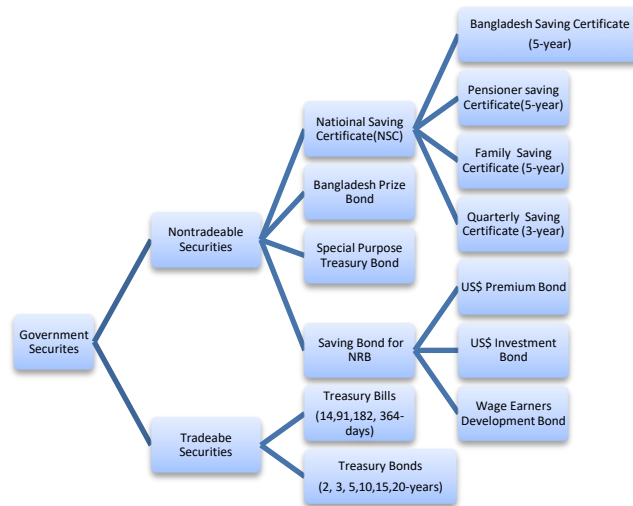 Government
Securites
Nontradeable
Securities
Natioinal Saving
Certificate(NSC)
Bangladesh Saving Certificate
(5-year)
Pensioner saving
Certificate(5-year)
Family Saving
Certificate (5-year)
Quarterly Saving
Certificate (3-year)
Bangladesh Prize
Bond
Special Purpose
Treasury Bond
Saving Bond for
NRB
US$ Premium Bond
US$ Investment
Bond
Wage Earners
Development Bond
Tradeabe
Securities
Treasury Bills
(14,91,182, 364-
days)
Treasury Bonds
(2, 3, 5,10,15,20-years)